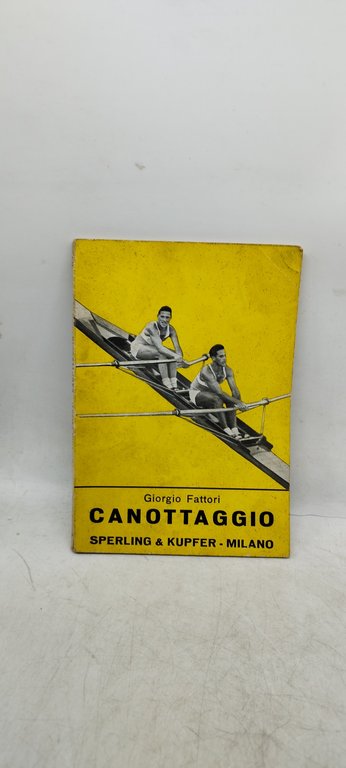 Giorgio Fattori
CANOTTAGGIO
SPERLING & KUPFER - MILANO